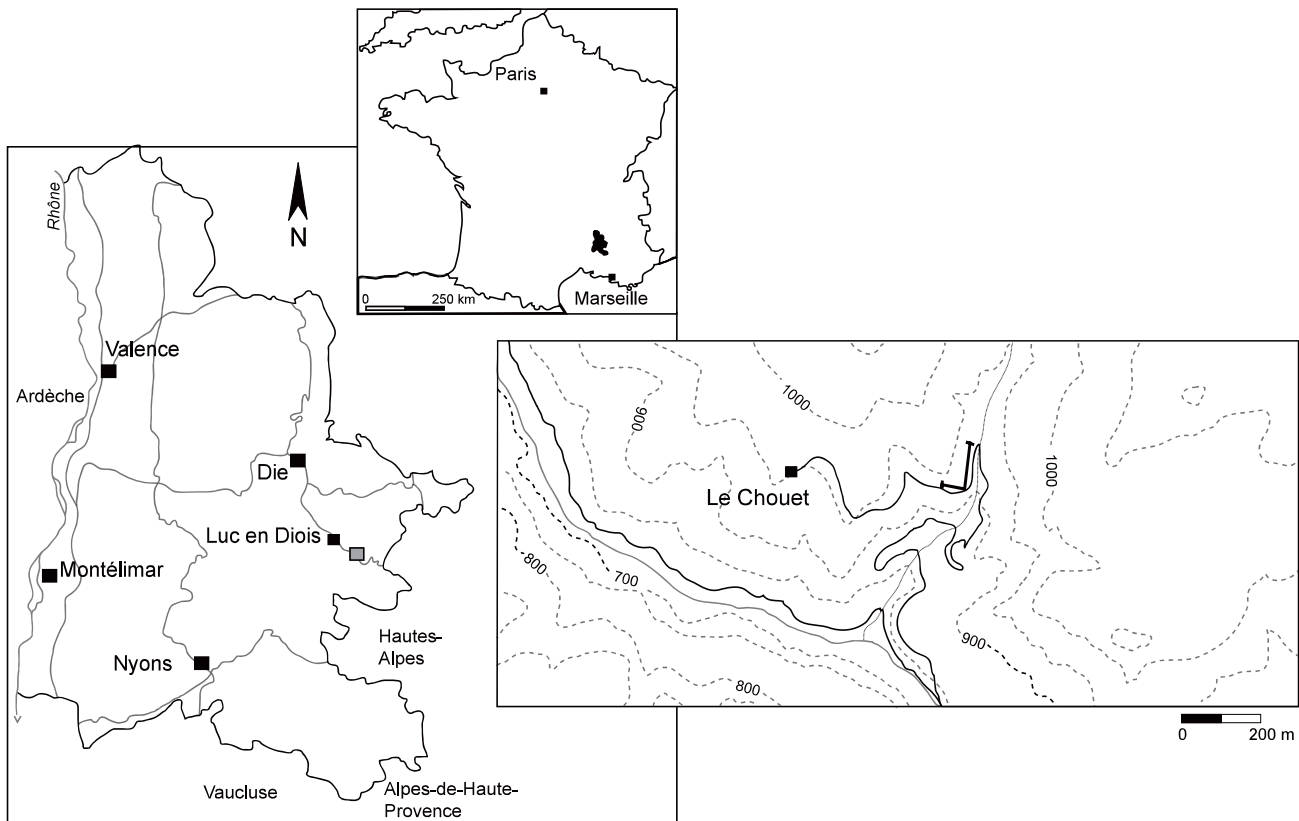 Paris
Marseille
0 250 km
Rhône
N
Valence
Ardèche
Die
Luc en Diois
Montélimar
Nyons
Hautes-
Alpes
Vaucluse
Alpes-de-Haute-
Provence
1000
900
Le Chouet
1000
800
700
900
800
0 200 m